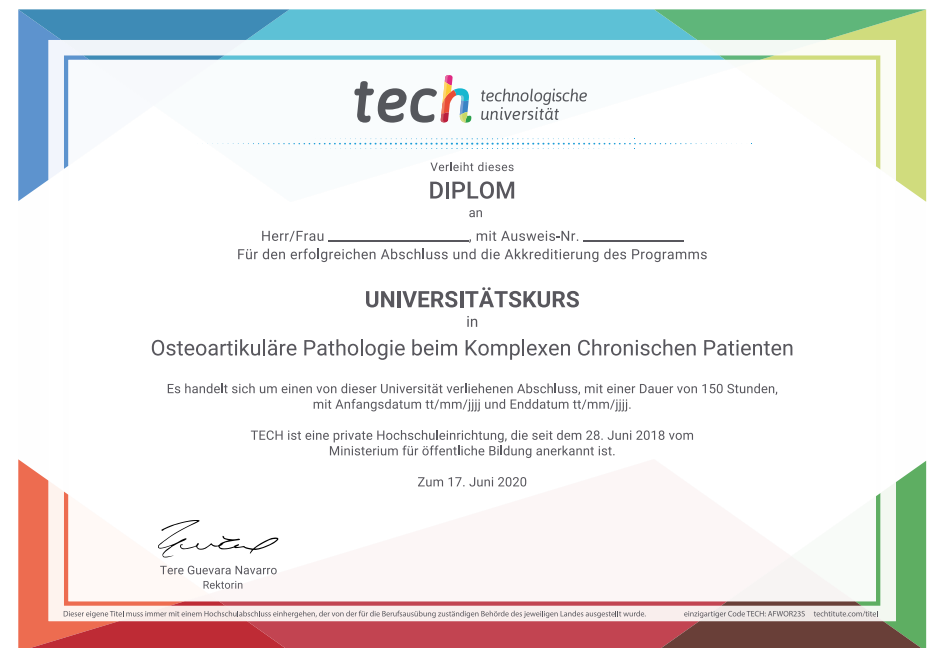 tech technologische
universität
Verleiht dieses
DIPLOM
an
Herr/Frau ____________________, mit Ausweis-Nr. ______________
Für den erfolgreichen Abschluss und die Akkreditierung des Programms
UNIVERSITÄTSKURS
in
Osteoartikuläre Pathologie beim Komplexen Chronischen Patienten
Es handelt sich um einen von dieser Universität verliehenen Abschluss, mit einer Dauer von 150 Stunden,
mit Anfangsdatum tt/mm/jjjj und Enddatum tt/mm/jjjj.
TECH ist eine private Hochschuleinrichtung, die seit dem 28. Juni 2018 vom
Ministerium für öffentliche Bildung anerkannt ist.
Zum 17. Juni 2020
Tere Guevara Navarro
Rektorin
Dieser eigene Titel muss immer mit einem Hochschulabschluss einhergehen, der von der für die Berufsausübung zuständigen Behörde des jeweiligen Landes ausgestellt wurde. einzigartiger Code TECH: AFWOR235 techtitute.com/titel